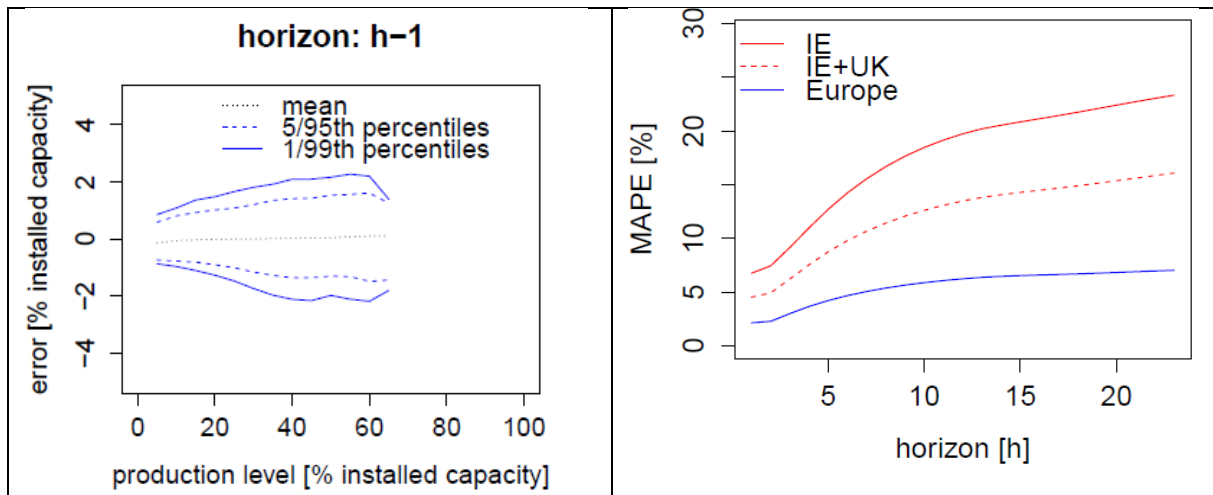 horizon: h−1
error [% installed capacity]
mean
5/95th percentiles
1/99th percentiles
4
2
0
−2
−4
0 20 40 60 80 100
production level [% installed capacity]
MAPE [%]
IE
IE+UK
Europe
30
20
10
5
0
5 10 15 20
horizon [h]